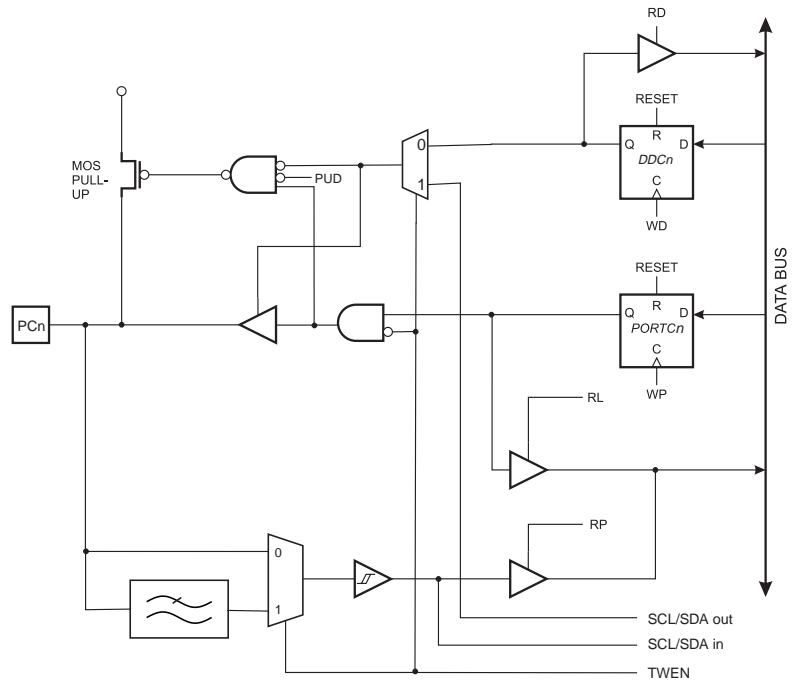 RD
RESET
R
Q
D
DDCn
C
WD
0
1
MOS
PULL-
UP
PUD
RESET
R
Q
D
PORTCn
C
WP
DATA BUS
PCn
RL
RP
0
1
SCL/SDA out
SCL/SDA in
TWEN